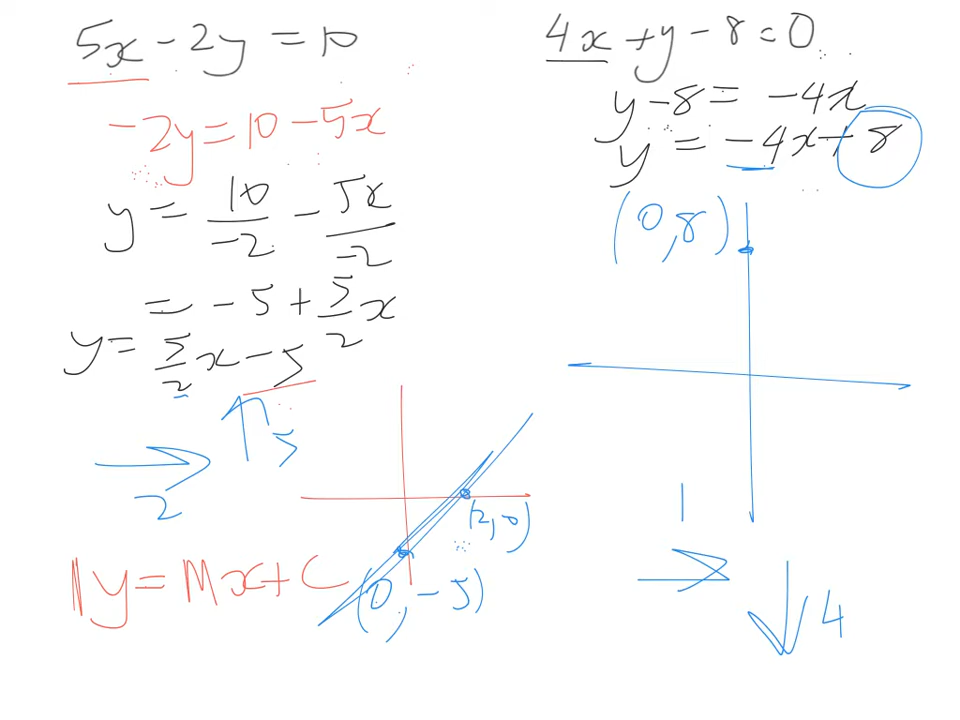 5x - 2y = 10
-2y = 10 - 5x
y = 10/-2 - 5x/-2
= -5 + 5/2 x
y = 5/2 x - 5
5
2
(2, 0)
(0, -5)
1y = Mx + C
4x + y - 8 = 0
y - 8 = -4x
y = -4x + 8
(0, 8)
1
4